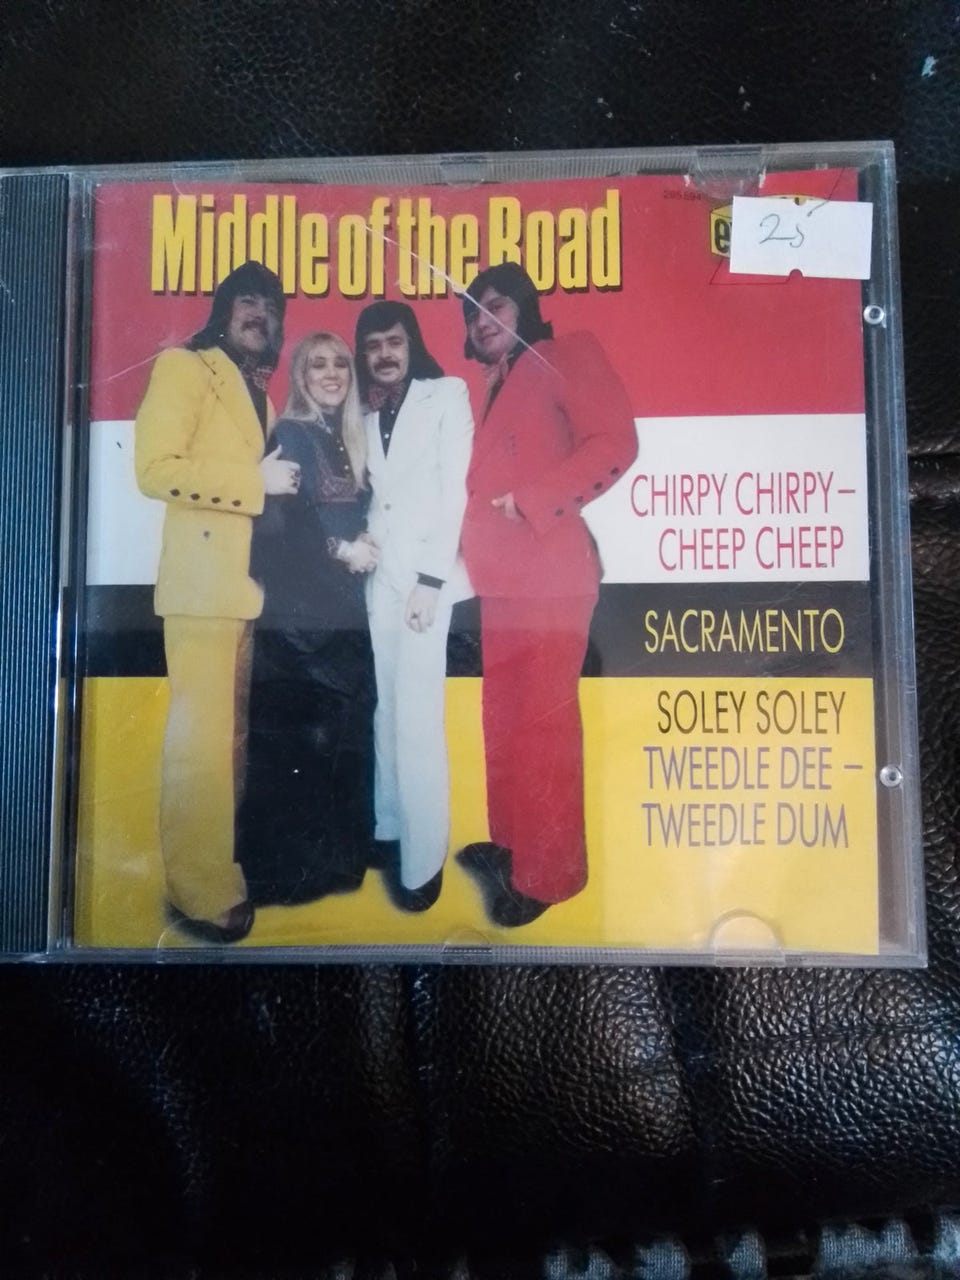 Middle of the Road
25
CHIRPY CHIRPY–
CHEEP CHEEP
SACRAMENTO
SOLEY SOLEY
TWEEDLE DEE –
TWEEDLE DUM